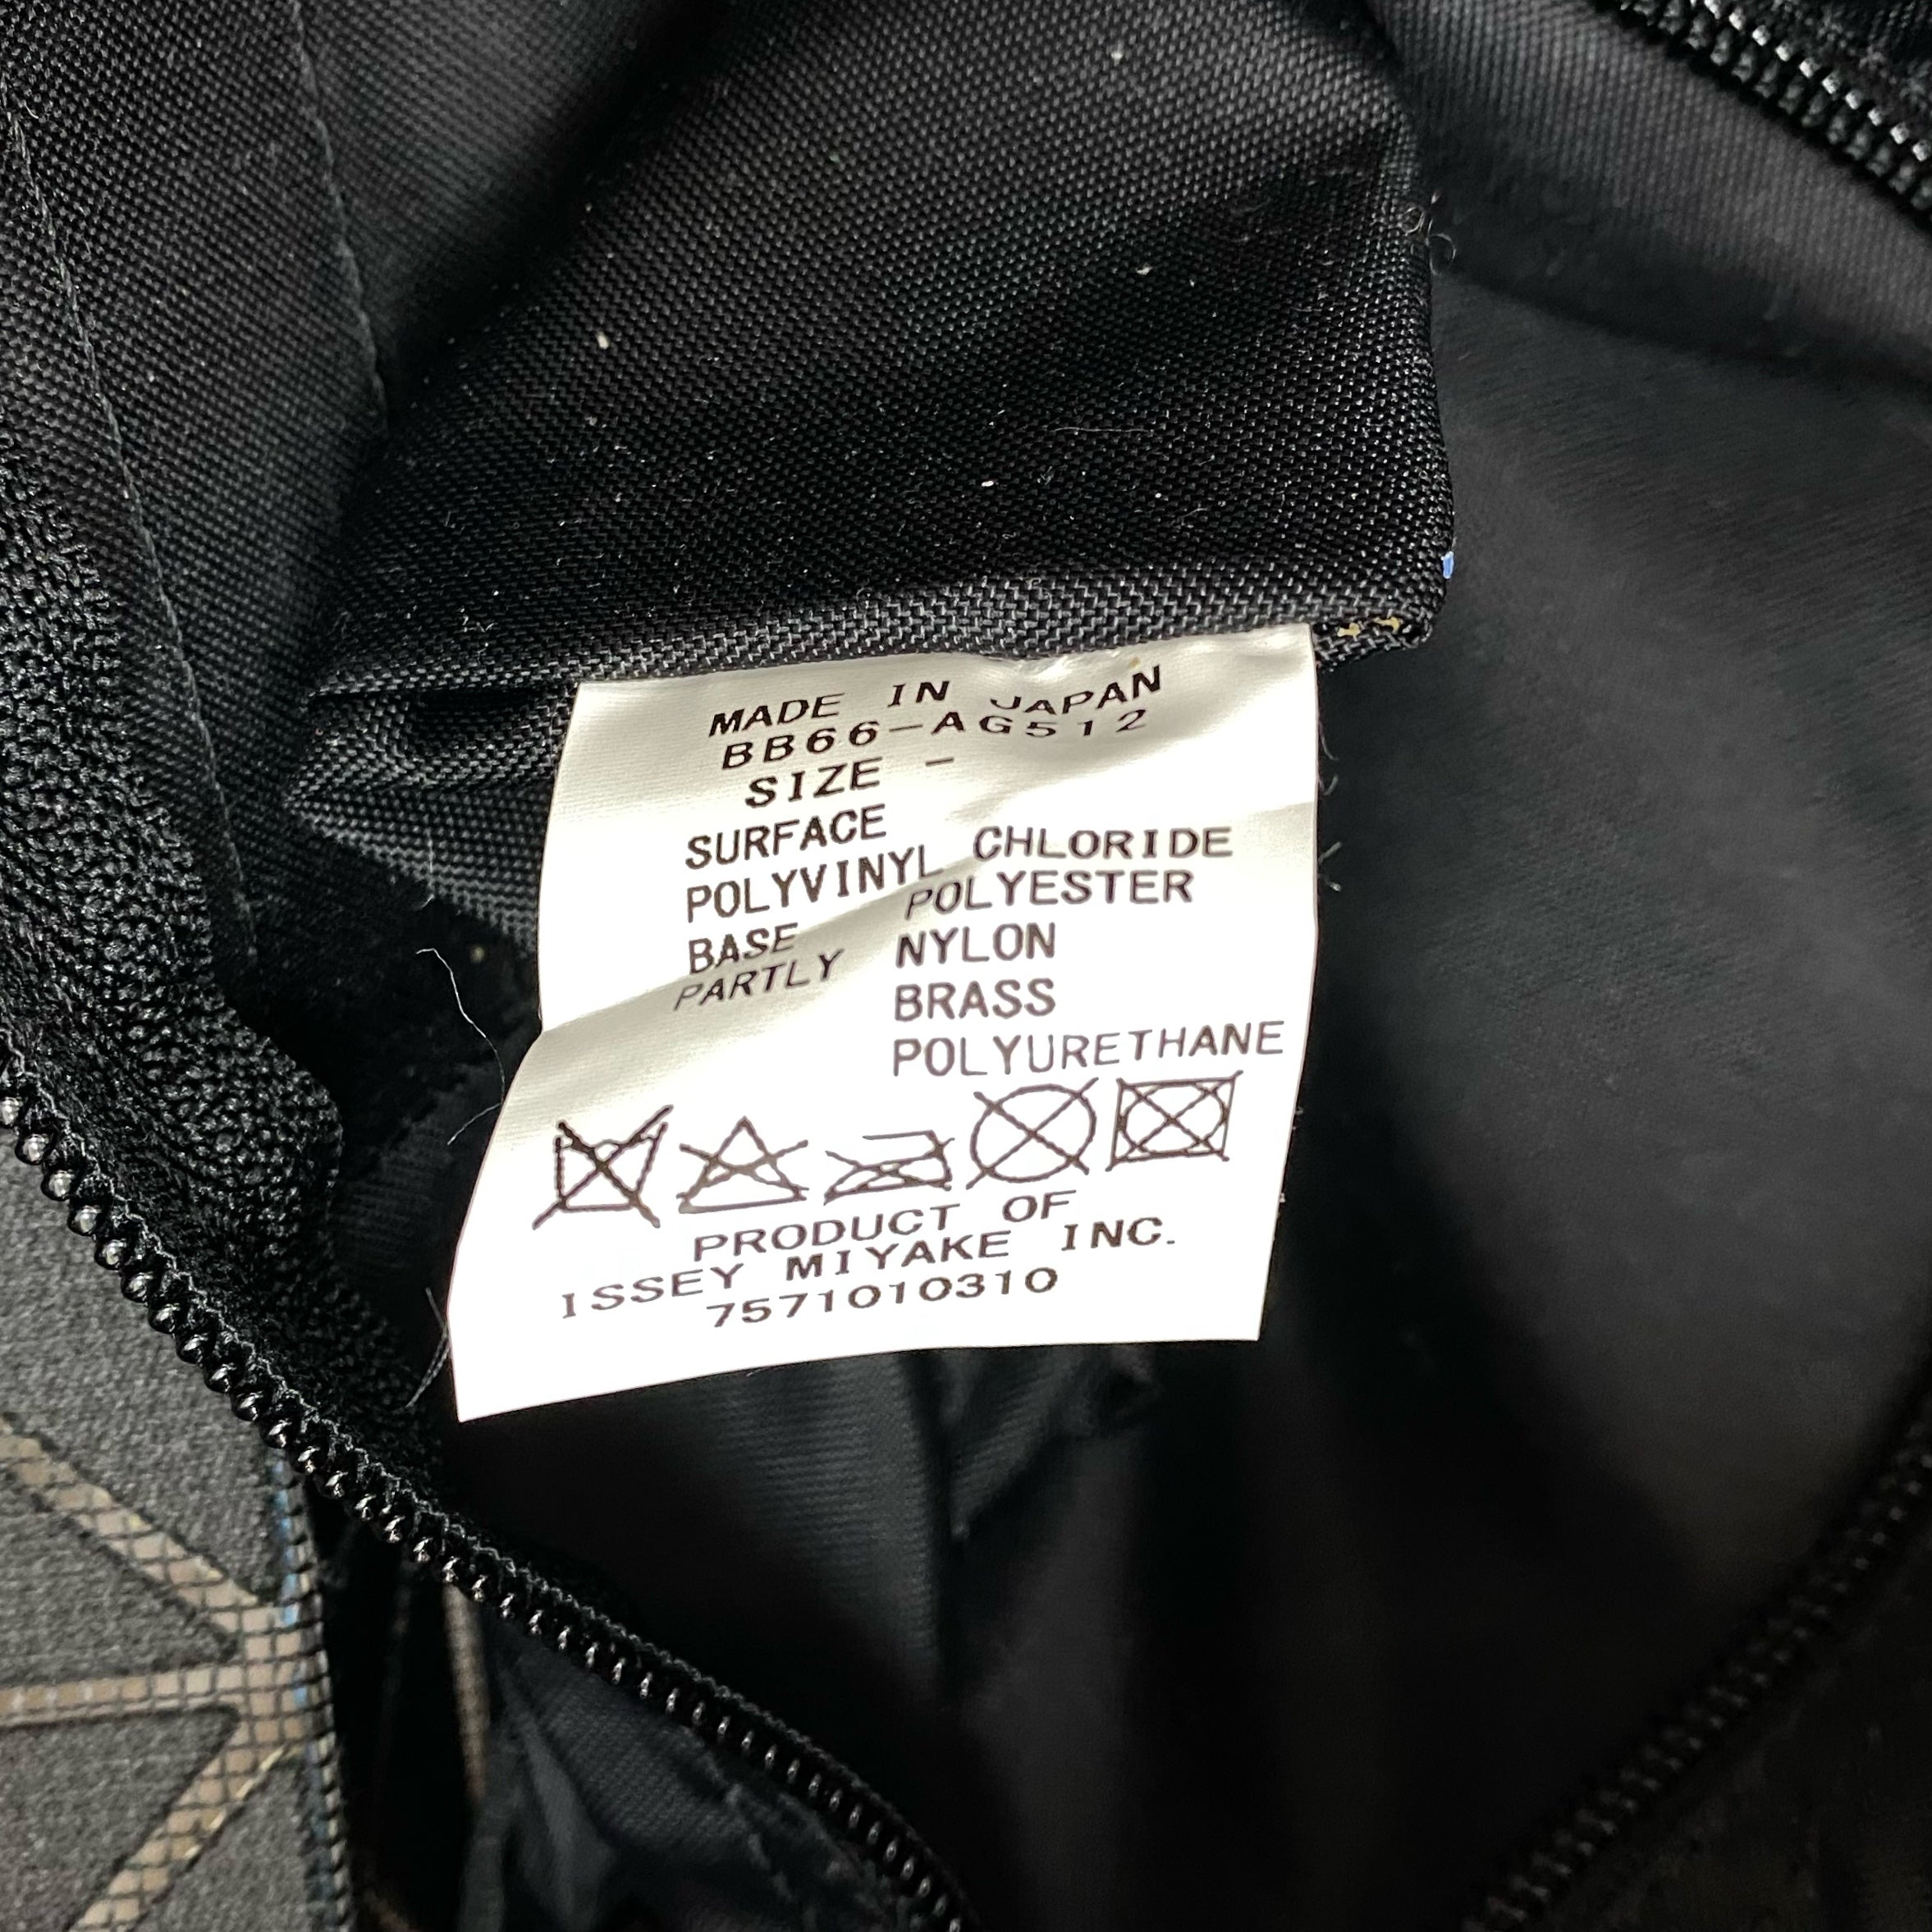 MADE IN JAPAN
BB66-AG512
SIZE -
SURFACE
POLYVINYL CHLORIDE
BASE POLYESTER
PARTLY NYLON
BRASS
POLYURETHANE
PRODUCT OF
ISSEY MIYAKE INC.
7571010310